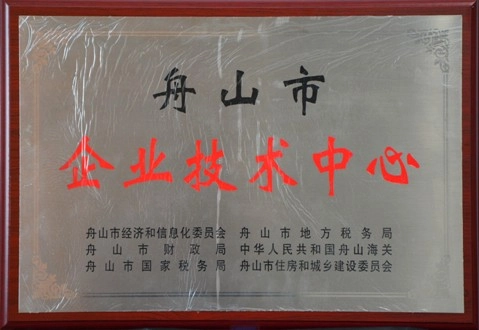 舟山市
企业技术中心
舟山市经济和信息化委员会 舟山市地方税务局
舟山市财政局 中华人民共和国舟山海关
舟山市国家税务局 舟山市住房和城乡建设委员会